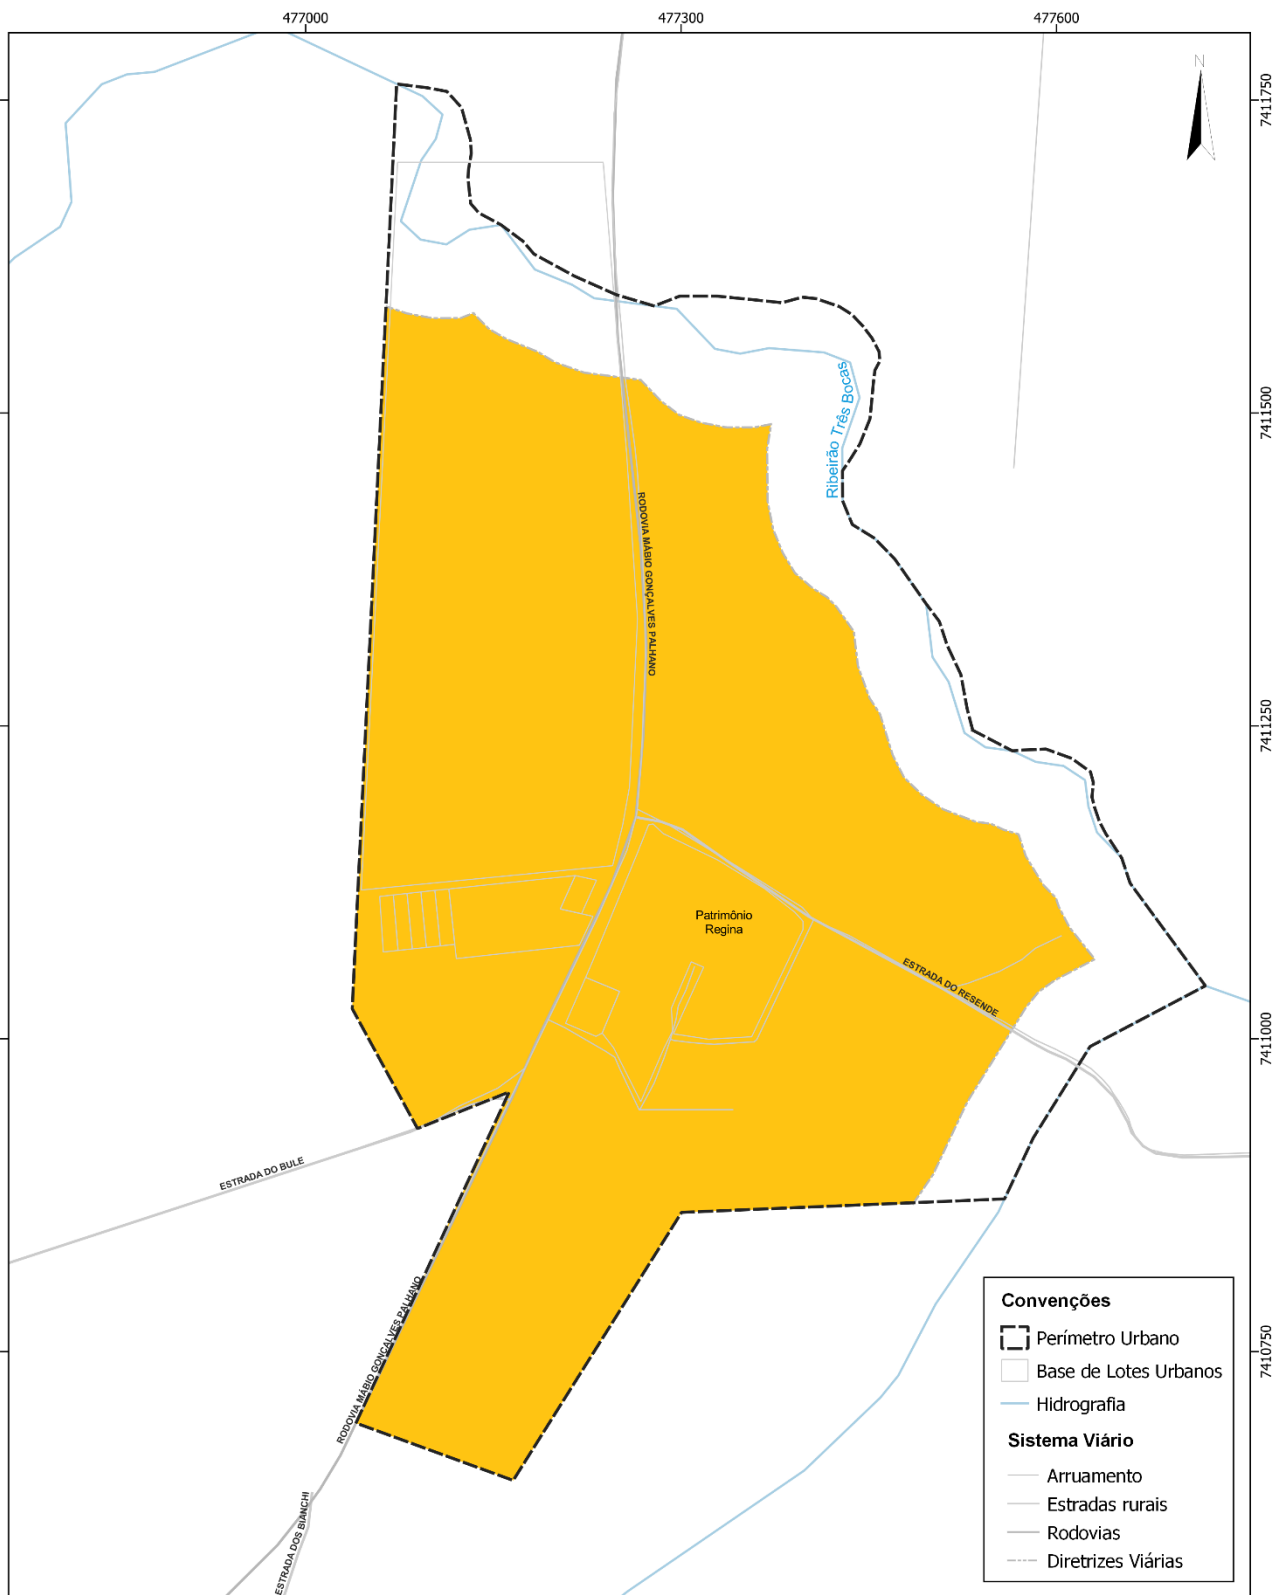 477000
477300
477600
N
7411750
7411500
7411250
7411000
7410750
Ribeirão Três Bocas
RODOVIA MÁBIO GONÇALVES PALHANO
Patrimônio
Regina
ESTRADA DO RESENDE
ESTRADA DO BULE
RODOVIA MÁBIO GONÇALVES PALHANO
ESTRADA DOS BIANCHI
Convenções
Perímetro Urbano
Base de Lotes Urbanos
Hidrografia
Sistema Viário
Arruamento
Estradas rurais
Rodovias
Diretrizes Viárias